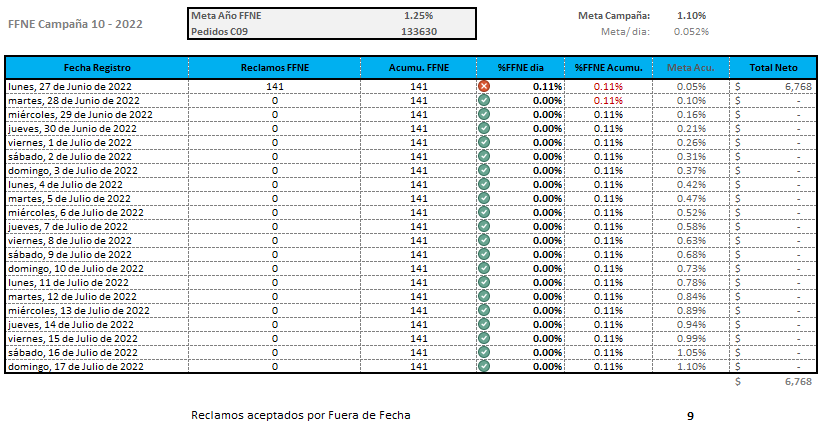 FFNE Campaña 10 - 2022
Meta Año FFNE 1.25%
Pedidos C09 133630
Meta Campaña: 1.10%
Meta/ dia: 0.052%
Fecha Registro Reclamos FFNE Acumu. FFNE %FFNE dia %FFNE Acumu. Meta Acu. Total Neto
lunes, 27 de Junio de 2022 141 141 0.11% 0.11% 0.05% $ 6,768
martes, 28 de Junio de 2022 0 141 0.00% 0.11% 0.10% $ -
miércoles, 29 de Junio de 2022 0 141 0.00% 0.11% 0.16% $ -
jueves, 30 de Junio de 2022 0 141 0.00% 0.11% 0.21% $ -
viernes, 1 de Julio de 2022 0 141 0.00% 0.11% 0.26% $ -
sábado, 2 de Julio de 2022 0 141 0.00% 0.11% 0.31% $ -
domingo, 3 de Julio de 2022 0 141 0.00% 0.11% 0.37% $ -
lunes, 4 de Julio de 2022 0 141 0.00% 0.11% 0.42% $ -
martes, 5 de Julio de 2022 0 141 0.00% 0.11% 0.47% $ -
miércoles, 6 de Julio de 2022 0 141 0.00% 0.11% 0.52% $ -
jueves, 7 de Julio de 2022 0 141 0.00% 0.11% 0.58% $ -
viernes, 8 de Julio de 2022 0 141 0.00% 0.11% 0.63% $ -
sábado, 9 de Julio de 2022 0 141 0.00% 0.11% 0.68% $ -
domingo, 10 de Julio de 2022 0 141 0.00% 0.11% 0.73% $ -
lunes, 11 de Julio de 2022 0 141 0.00% 0.11% 0.78% $ -
martes, 12 de Julio de 2022 0 141 0.00% 0.11% 0.84% $ -
miércoles, 13 de Julio de 2022 0 141 0.00% 0.11% 0.89% $ -
jueves, 14 de Julio de 2022 0 141 0.00% 0.11% 0.94% $ -
viernes, 15 de Julio de 2022 0 141 0.00% 0.11% 0.99% $ -
sábado, 16 de Julio de 2022 0 141 0.00% 0.11% 1.05% $ -
domingo, 17 de Julio de 2022 0 141 0.00% 0.11% 1.10% $ -
$ 6,768
Reclamos aceptados por Fuera de Fecha 9